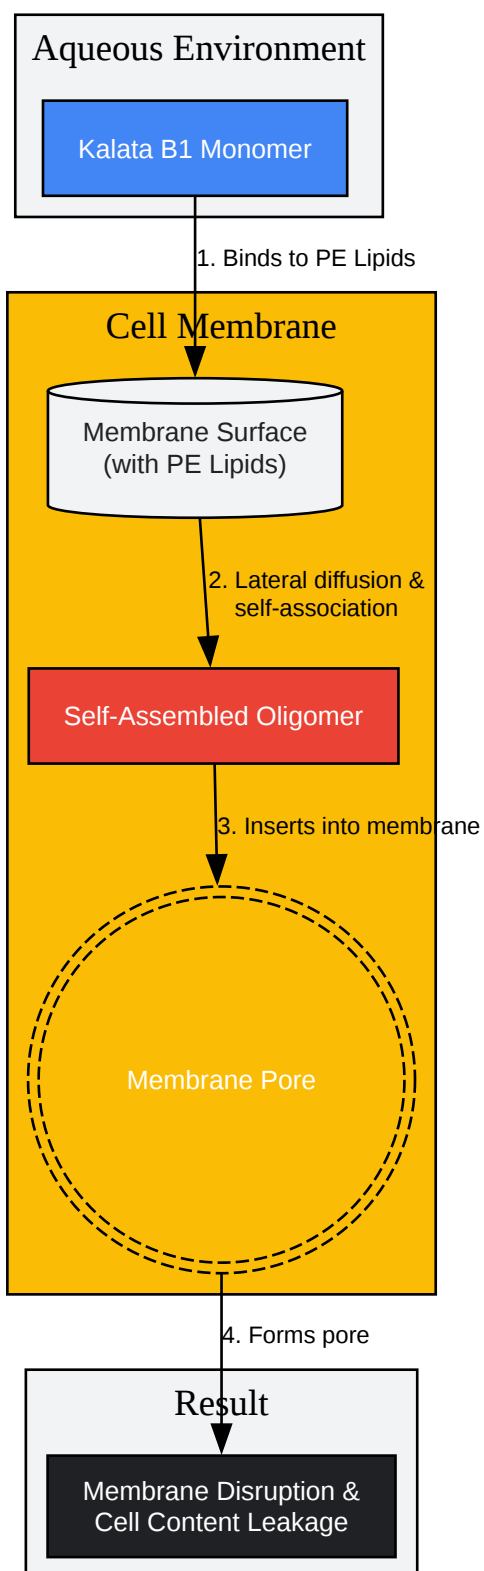 Aqueous Environment
Kalata B1 Monomer
1. Binds to PE Lipids
Cell Membrane
Membrane Surface
(with PE Lipids)
2. Lateral diffusion &
self-association
Self-Assembled Oligomer
3. Inserts into membrane
Membrane Pore
4. Forms pore
Result
Membrane Disruption &
Cell Content Leakage